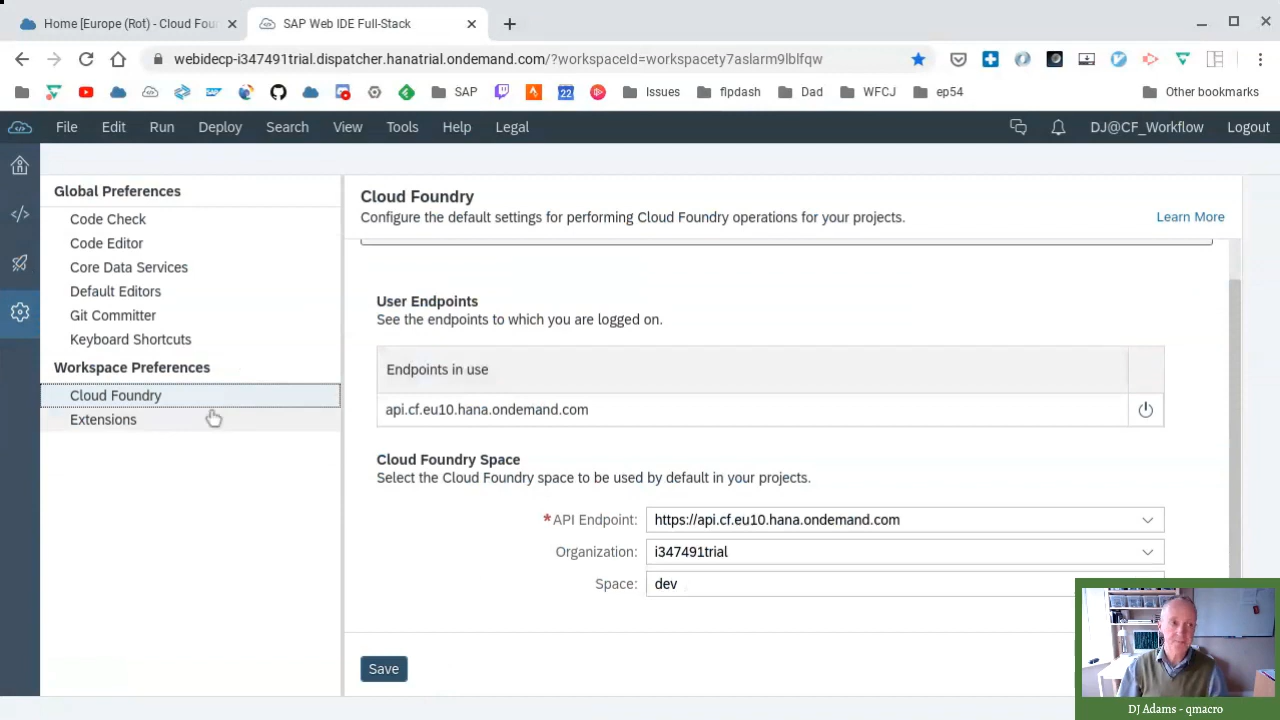 Home [Europe (Rot) - Cloud Fou
SAP Web IDE Full-Stack
webidecp-i347491trial.dispatcher.hanatrial.ondemand.com/?workspaceId=workspacety7aslarm9lblfqw
SAP
22
Issues
flpdash
Dad
WFCJ
ep54
Other bookmarks
File
Edit
Run
Deploy
Search
View
Tools
Help
Legal
DJ@CF_Workflow
Logout
Global Preferences
Code Check
Code Editor
Core Data Services
Default Editors
Git Committer
Keyboard Shortcuts
Workspace Preferences
Cloud Foundry
Extensions
Cloud Foundry
Configure the default settings for performing Cloud Foundry operations for your projects.
Learn More
User Endpoints
See the endpoints to which you are logged on.
Endpoints in use
api.cf.eu10.hana.ondemand.com
Cloud Foundry Space
Select the Cloud Foundry space to be used by default in your projects.
*API Endpoint: https://api.cf.eu10.hana.ondemand.com
Organization: i347491trial
Space: dev
Save
DJ Adams - qmacro